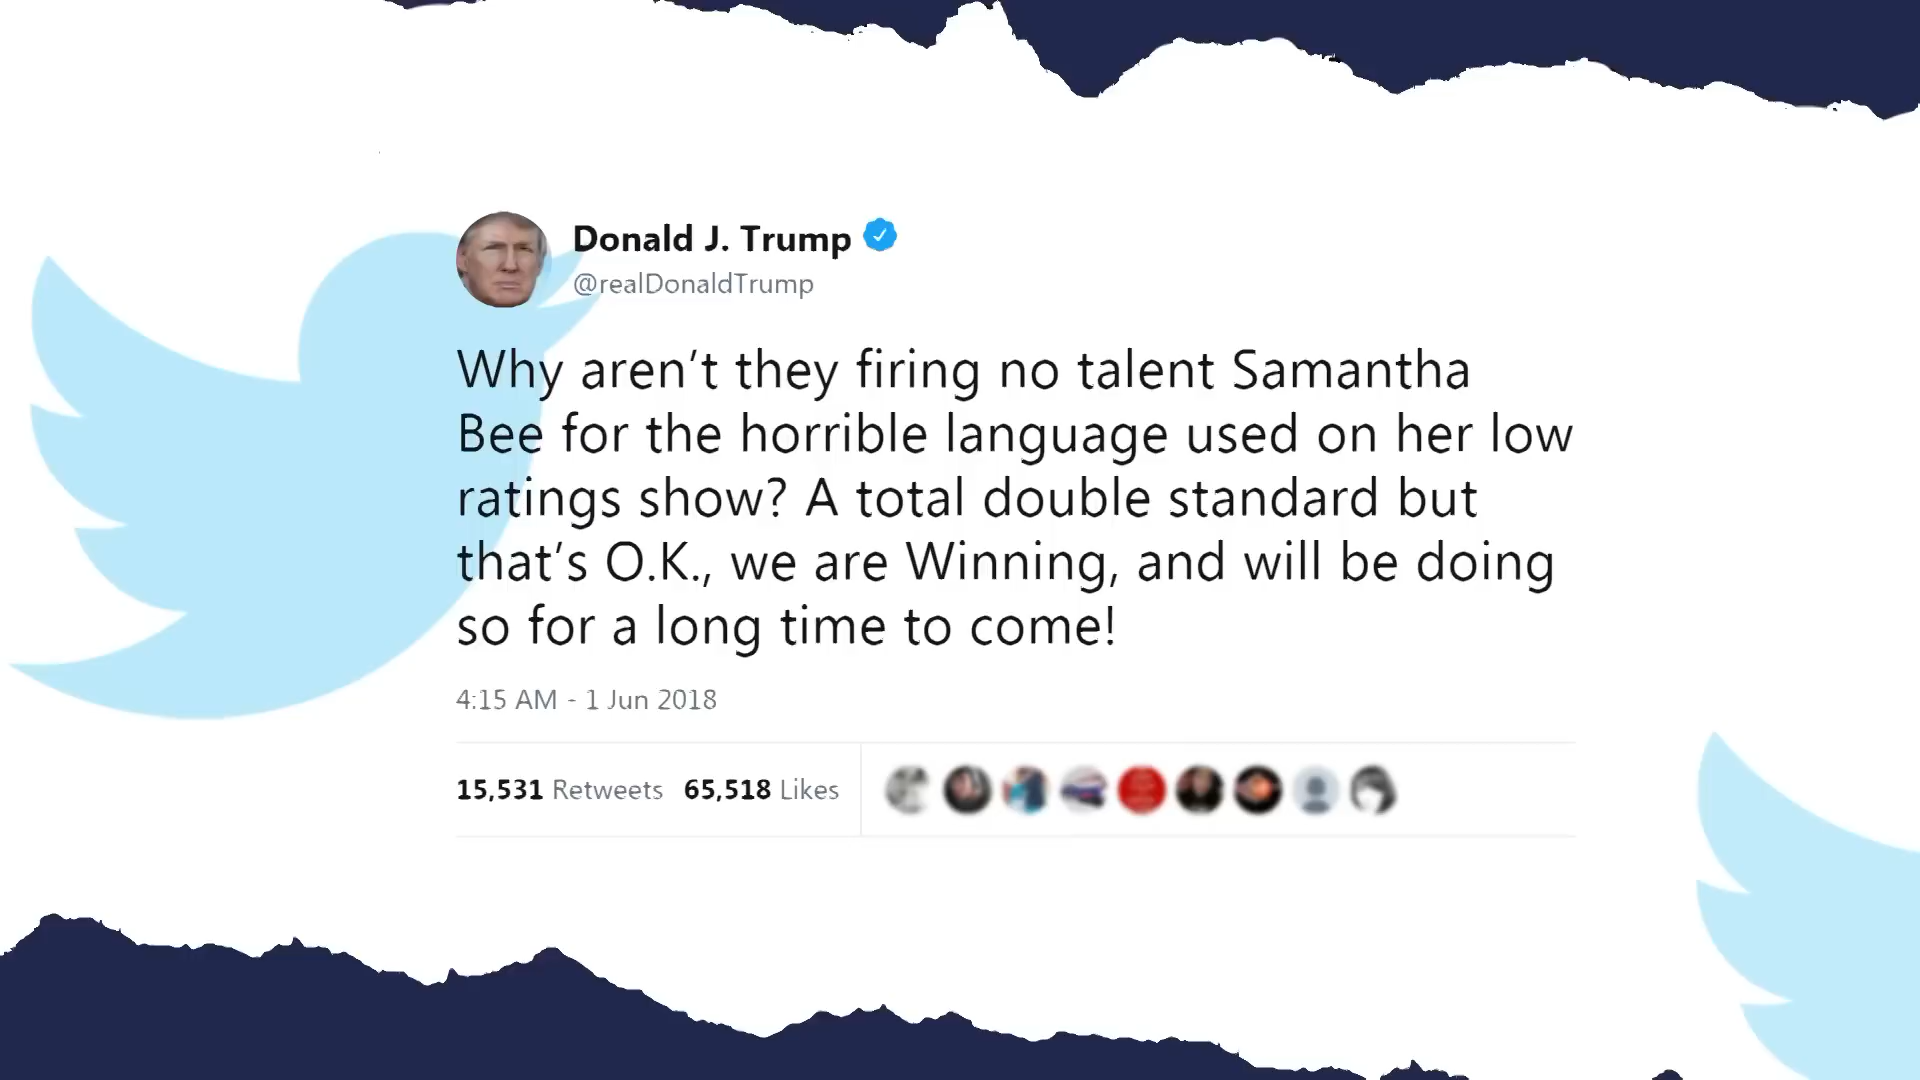 Donald J. Trump
@realDonaldTrump
Why aren’t they firing no talent Samantha
Bee for the horrible language used on her low
ratings show? A total double standard but
that’s O.K., we are Winning, and will be doing
so for a long time to come!
4:15 AM - 1 Jun 2018
15,531 Retweets 65,518 Likes